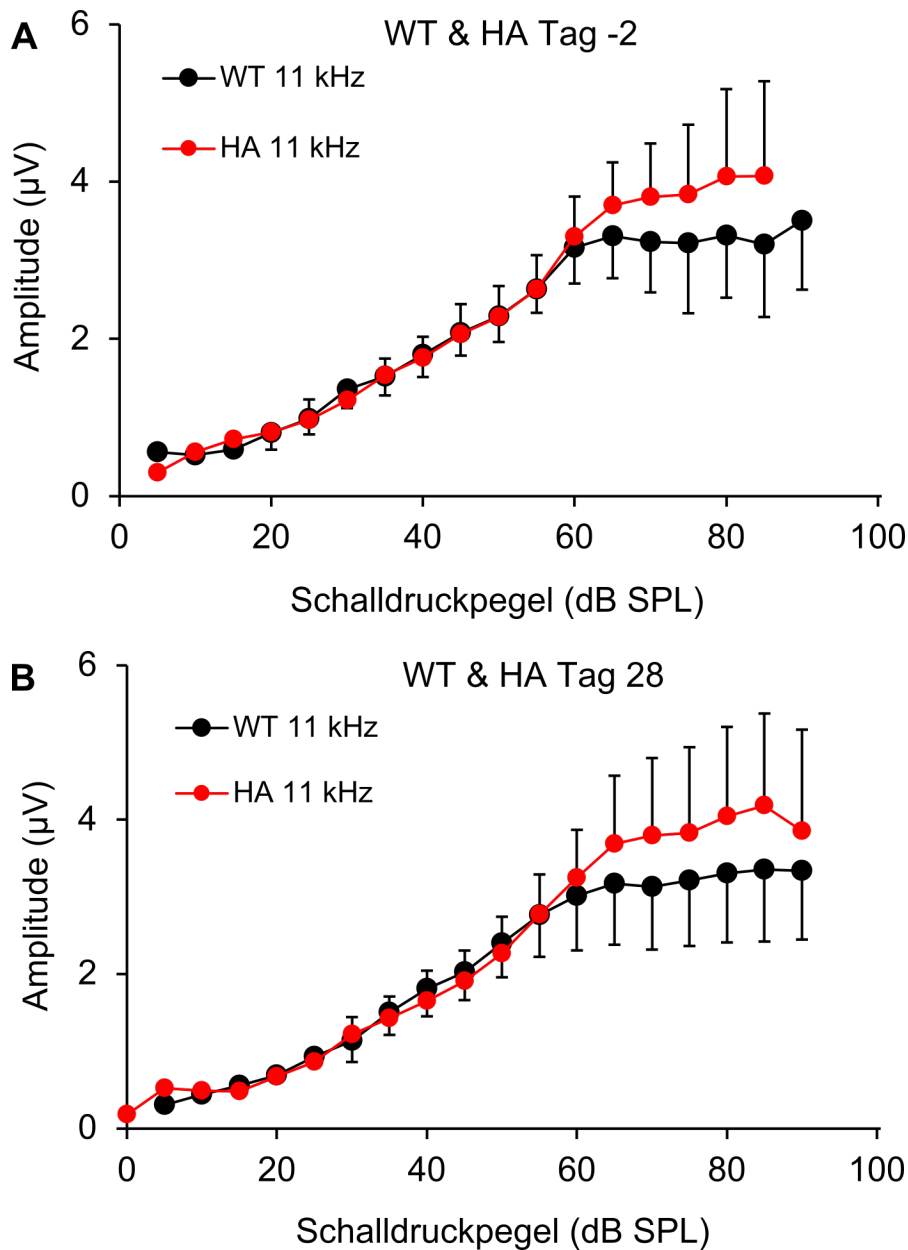 A
WT & HA Tag -2
WT 11 kHz
HA 11 kHz
Amplitude (µV)
6
4
2
0
0 20 40 60 80 100
Schalldruckpegel (dB SPL)
B
WT & HA Tag 28
WT 11 kHz
HA 11 kHz
Amplitude (µV)
6
4
2
0
0 20 40 60 80 100
Schalldruckpegel (dB SPL)